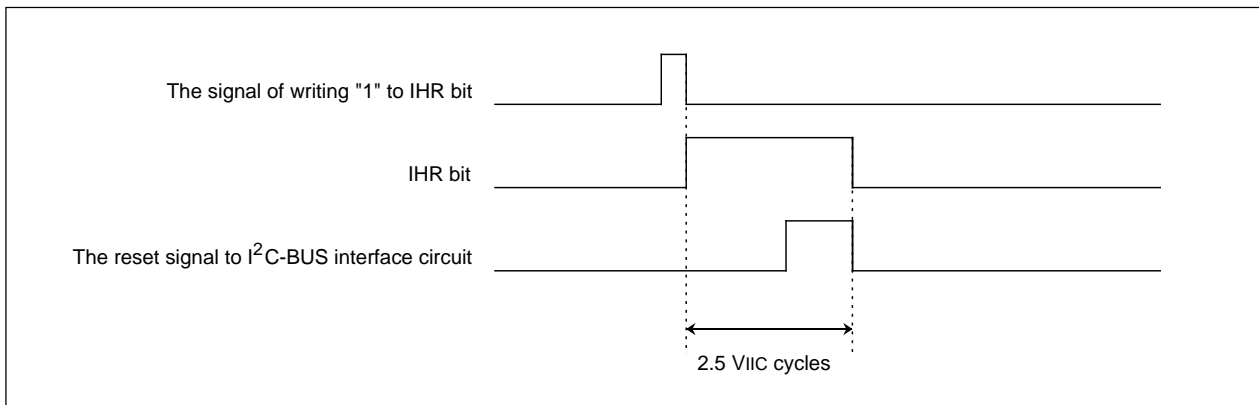 The signal of writing "1" to IHR bit
IHR bit
The reset signal to I²C-BUS interface circuit
2.5 VIIC cycles